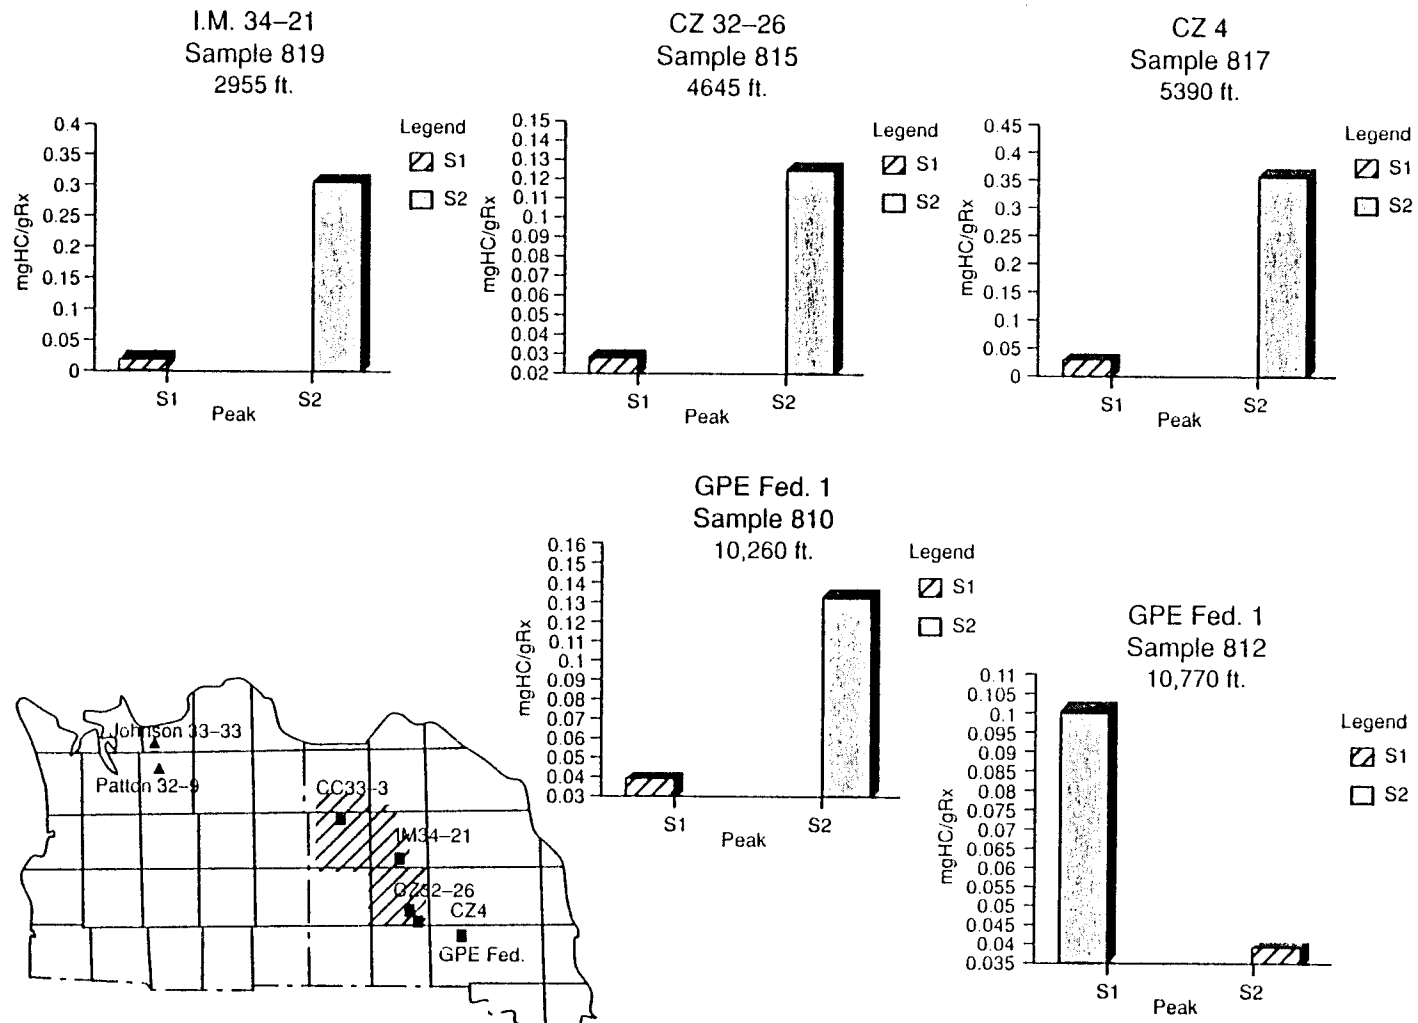 I.M. 34–21
Sample 819
2955 ft.
0.4
0.35
0.3
0.25
0.2
0.15
0.1
0.05
0
mgHC/gRx
S1
S2
Peak
Legend
S1
S2
CZ 32–26
Sample 815
4645 ft.
0.15
0.14
0.13
0.12
0.11
0.1
0.09
0.08
0.07
0.06
0.05
0.04
0.03
0.02
mgHC/gRx
S1
S2
Peak
Legend
S1
S2
CZ 4
Sample 817
5390 ft.
0.45
0.4
0.35
0.3
0.25
0.2
0.15
0.1
0.05
0
mgHC/gRx
S1
S2
Peak
Legend
S1
S2
GPE Fed. 1
Sample 810
10,260 ft.
0.16
0.15
0.14
0.13
0.12
0.11
0.1
0.09
0.08
0.07
0.06
0.05
0.04
0.03
mgHC/gRx
S1
S2
Peak
Legend
S1
S2
GPE Fed. 1
Sample 812
10,770 ft.
0.11
0.105
0.1
0.095
0.09
0.085
0.08
0.075
0.07
0.065
0.06
0.055
0.05
0.045
0.04
0.035
mgHC/gRx
S1
S2
Peak
Legend
S1
S2
Johnson 33–33
Patton 32–9
CC33–3
IM34–21
CZ32–26
CZ4
GPE Fed.